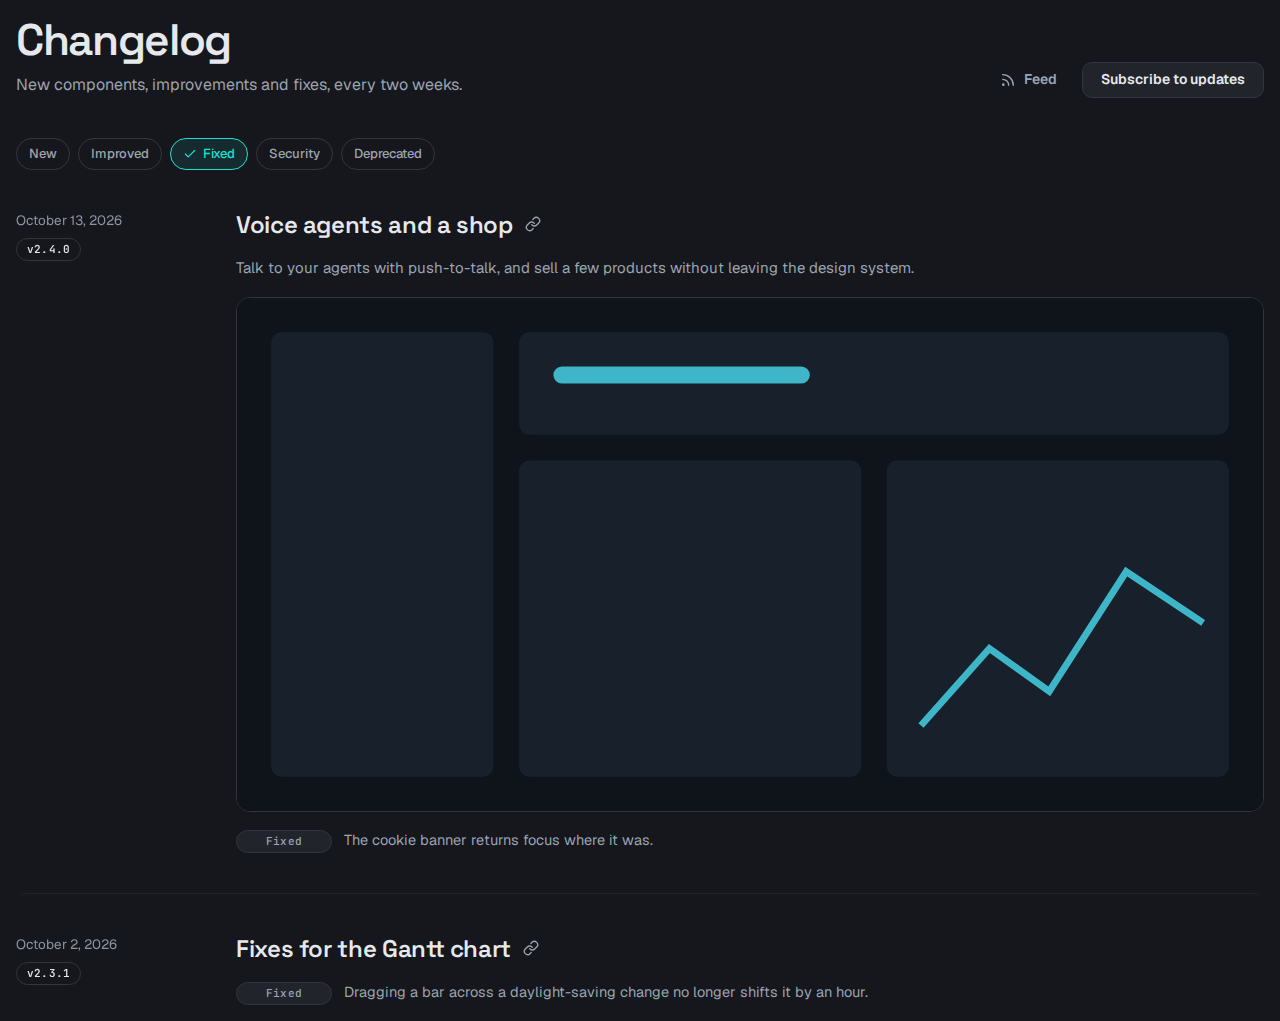 Changelog
New components, improvements and fixes, every two weeks.
Feed
Subscribe to updates
New
Improved
Fixed
Security
Deprecated
October 13, 2026
v2.4.0
Voice agents and a shop
Talk to your agents with push-to-talk, and sell a few products without leaving the design system.
Fixed
The cookie banner returns focus where it was.
October 2, 2026
v2.3.1
Fixes for the Gantt chart
Fixed
Dragging a bar across a daylight-saving change no longer shifts it by an hour.